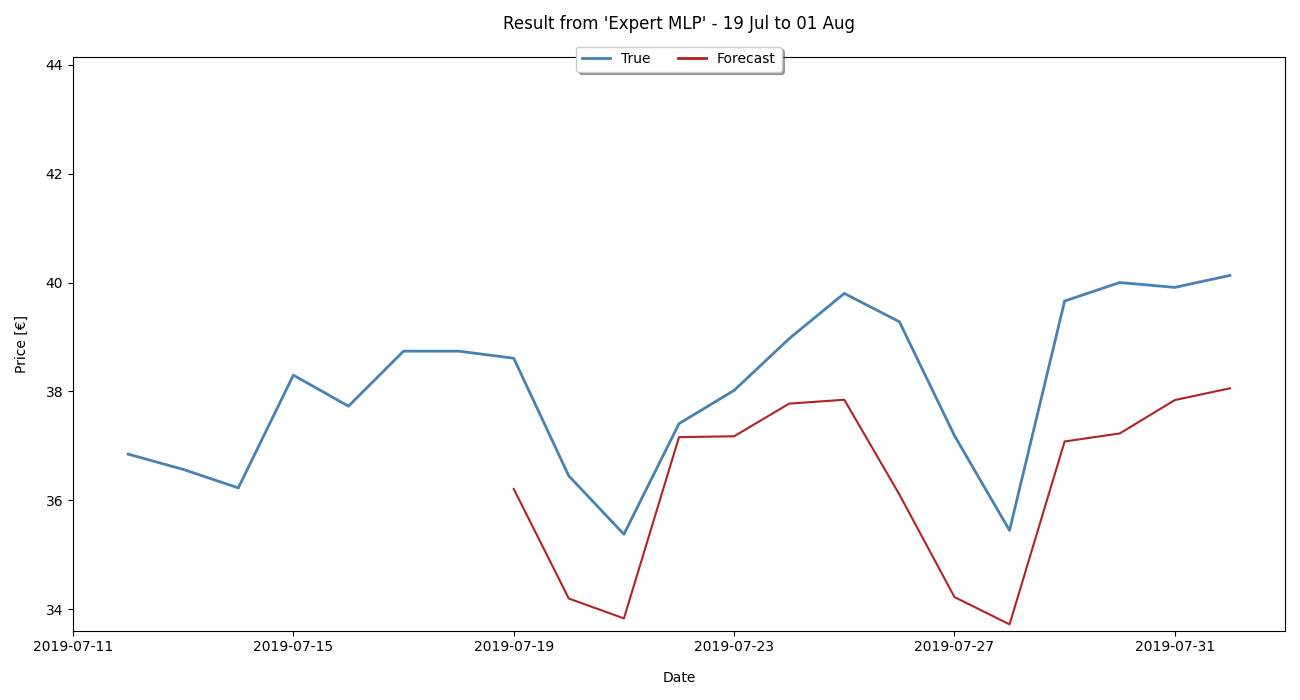 Result from 'Expert MLP' - 19 Jul to 01 Aug
True Forecast
44
42
40
38
36
34
Price [€]
2019-07-11 2019-07-15 2019-07-19 2019-07-23 2019-07-27 2019-07-31
Date